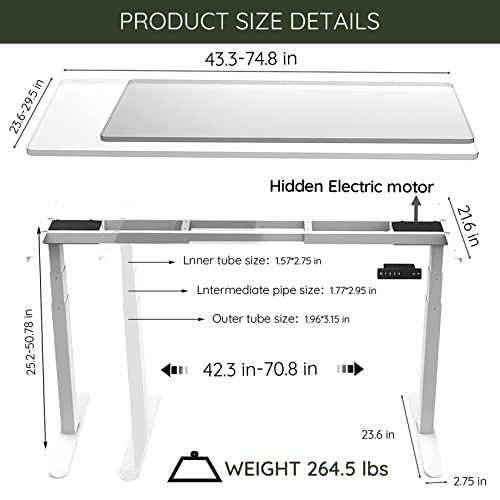 PRODUCT SIZE DETAILS
43.3-74.8 in
23.6-29.5 in
Hidden Electric motor
21.6 in
Lnner tube size: 1.57*2.75 in
Lntermediate pipe size: 1.77*2.95 in
Outer tube size: 1.96*3.15 in
25.2-50.78 in
42.3 in-70.8 in
23.6 in
WEIGHT 264.5 lbs
2.75 in